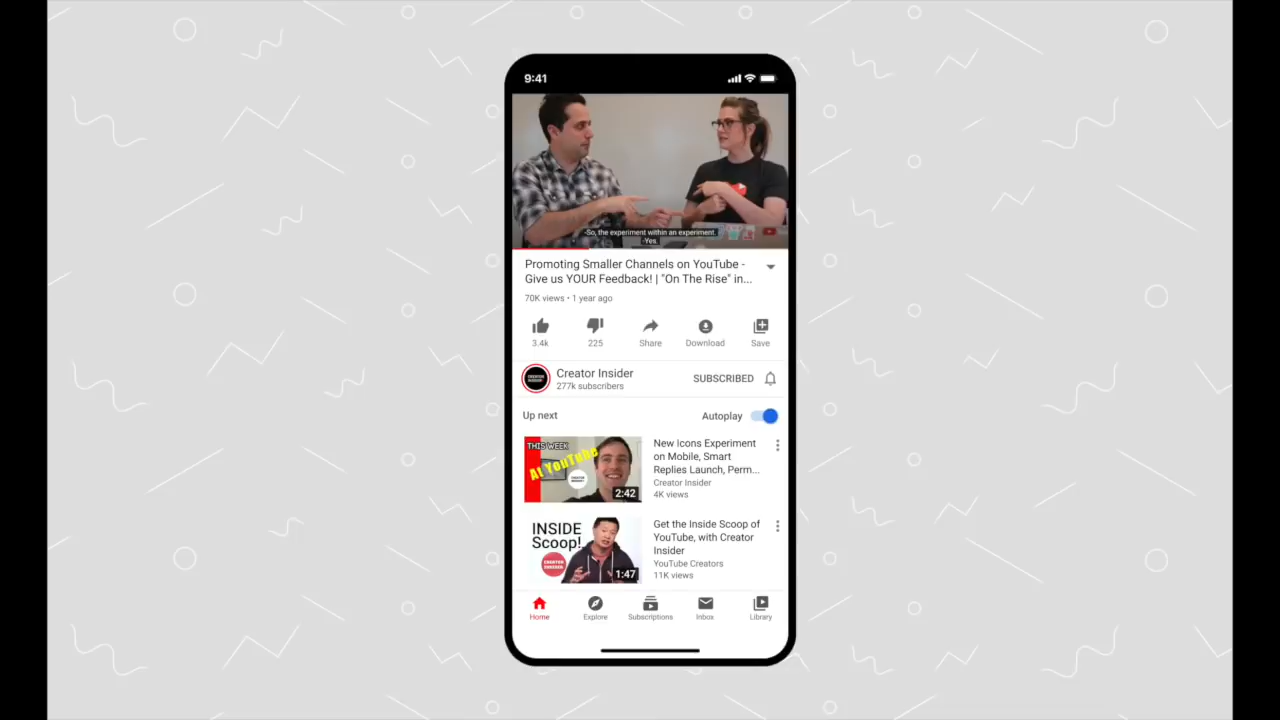 9:41
-So, the experiment within an experiment.
-Yes.
Promoting Smaller Channels on YouTube -
Give us YOUR Feedback! | "On The Rise" in...
70K views • 1 year ago
3.4k
225
Share
Download
Save
CREATOR
INSIDER
Creator Insider
277k subscribers
SUBSCRIBED
Up next
Autoplay
THIS WEEK
At YouTube
2:42
New Icons Experiment
on Mobile, Smart
Replies Launch, Perm...
Creator Insider
4K views
INSIDE
Scoop!
CREATOR
INSIDER
1:47
Get the Inside Scoop of
YouTube, with Creator
Insider
YouTube Creators
11K views
Home
Explore
Subscriptions
Inbox
Library